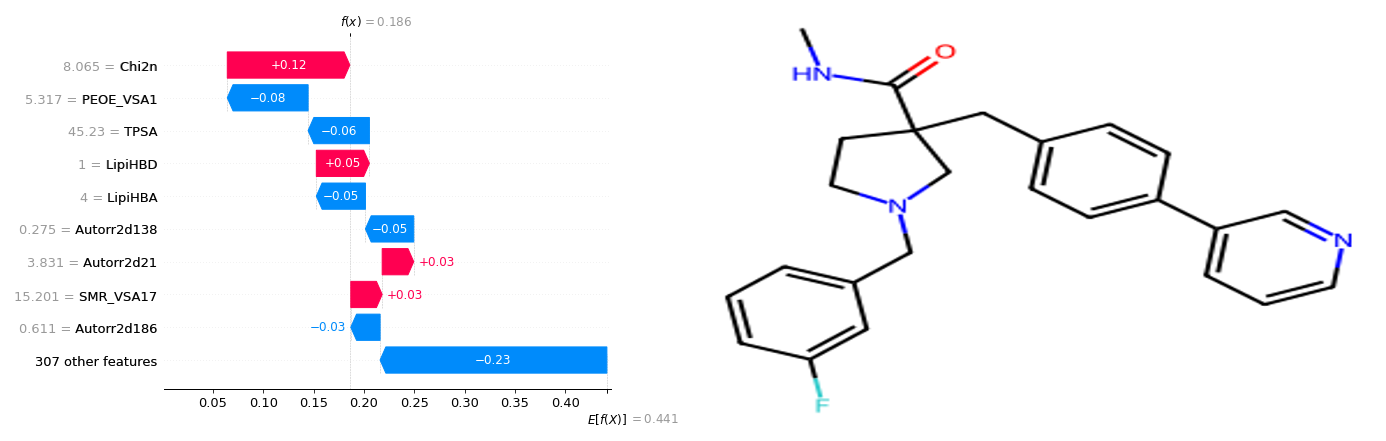 f(x) = 0.186
8.065 = Chi2n
+0.12
5.317 = PEOE_VSA1
−0.08
45.23 = TPSA
−0.06
1 = LipiHBD
+0.05
4 = LipiHBA
−0.05
0.275 = Autorr2d138
−0.05
3.831 = Autorr2d21
+0.03
15.201 = SMR_VSA17
+0.03
0.611 = Autorr2d186
−0.03
307 other features
−0.23
0.05 0.10 0.15 0.20 0.25 0.30 0.35 0.40
E[f(X)] = 0.441
HN
O
N
N
F